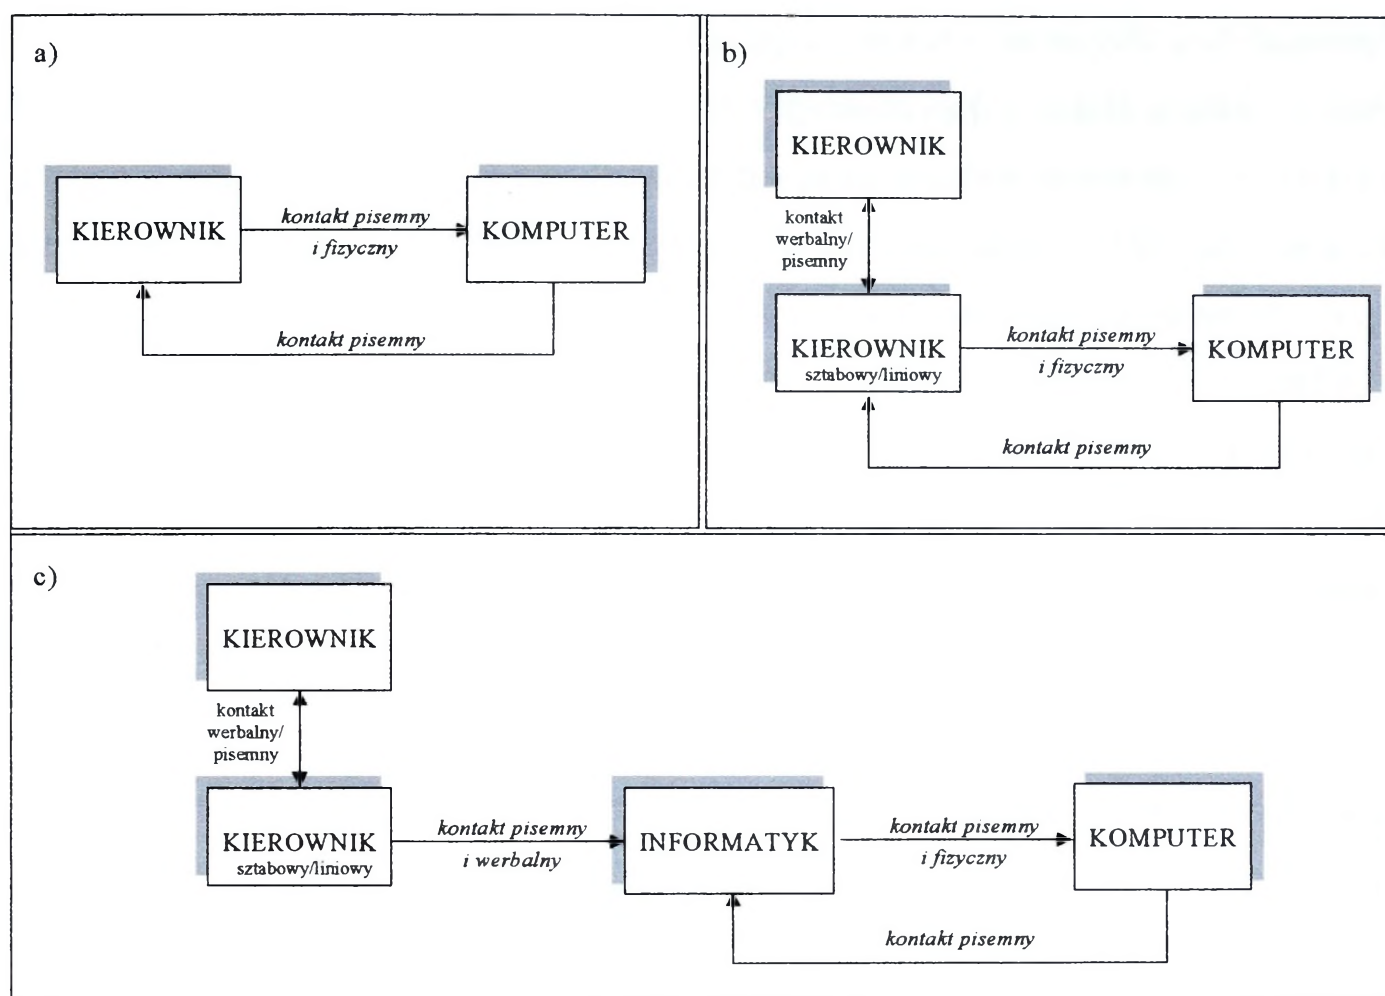 a)
KIEROWNIK
kontakt pisemny
i fizyczny
KOMPUTER
kontakt pisemny
b)
KIEROWNIK
kontakt
werbalny/
pisemny
KIEROWNIK
sztabowy/liniowy
kontakt pisemny
i fizyczny
KOMPUTER
kontakt pisemny
c)
KIEROWNIK
kontakt
werbalny/
pisemny
KIEROWNIK
sztabowy/liniowy
kontakt pisemny
i werbalny
INFORMATYK
kontakt pisemny
i fizyczny
KOMPUTER
kontakt pisemny